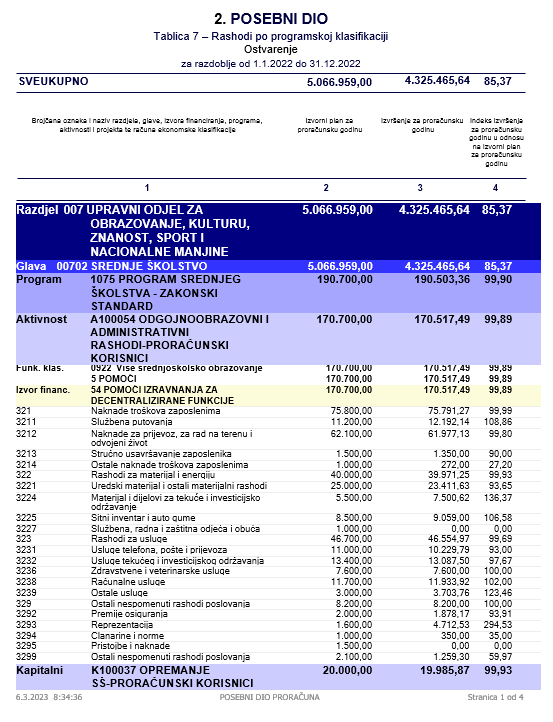 2. POSEBNI DIO
Tablica 7 – Rashodi po programskoj klasifikaciji
Ostvarenje
za razdoblje od 1.1.2022 do 31.12.2022
SVEUKUPNO 5.066.959,00 4.325.465,64 85,37
Brojčana oznaka i naziv razdjela, glave, izvora financiranja, programa, aktivnosti i projekta te računa ekonomske klasifikacije
Izvorni plan za proračunsku godinu
Izvršenje za proračunsku godinu
Indeks izvršenja za proračunsku godinu u odnosu na Izvorni plan za proračunsku godinu
1 2 3 4
Razdjel 007 UPRAVNI ODJEL ZA 5.066.959,00 4.325.465,64 85,37
OBRAZOVANJE, KULTURU,
ZNANOST, SPORT I
NACIONALNE MANJINE
Glava 00702 SREDNJE ŠKOLSTVO 5.066.959,00 4.325.465,64 85,37
Program 1075 PROGRAM SREDNJEG 190.700,00 190.503,36 99,90
ŠKOLSTVA - ZAKONSKI
STANDARD
Aktivnost A100054 ODGOJNOOBRAZOVNI I 170.700,00 170.517,49 99,89
ADMINISTRATIVNI
RASHODI-PRORAČUNSKI
KORISNICI
Funk. klas. 0922 Više srednjoškolsko obrazovanje 170.700,00 170.517,49 99,89
5 POMOĆI 170.700,00 170.517,49 99,89
Izvor financ. 54 POMOĆI IZRAVNANJA ZA 170.700,00 170.517,49 99,89
DECENTRALIZIRANE FUNKCIJE
321 Naknade troškova zaposlenima 75.800,00 75.791,27 99,99
3211 Službena putovanja 11.200,00 12.192,14 108,86
3212 Naknade za prijevoz, za rad na terenu i 62.100,00 61.977,13 99,80
odvojeni život
3213 Stručno usavršavanje zaposlenika 1.500,00 1.350,00 90,00
3214 Ostale naknade troškova zaposlenima 1.000,00 272,00 27,20
322 Rashodi za materijal i energiju 40.000,00 39.971,25 99,93
3221 Uredski materijal i ostali materijalni rashodi 25.000,00 23.411,63 93,65
3224 Materijal i dijelovi za tekuće i investicijsko 5.500,00 7.500,62 136,37
održavanje
3225 Sitni inventar i auto gume 8.500,00 9.059,00 106,58
3227 Službena, radna i zaštitna odjeća i obuća 1.000,00 0,00 0,00
323 Rashodi za usluge 46.700,00 46.554,97 99,69
3231 Usluge telefona, pošte i prijevoza 11.000,00 10.229,79 93,00
3232 Usluge tekućeg i investicijskog održavanja 13.400,00 13.087,50 97,67
3236 Zdravstvene i veterinarske usluge 7.600,00 7.600,00 100,00
3238 Računalne usluge 11.700,00 11.933,92 102,00
3239 Ostale usluge 3.000,00 3.703,76 123,46
329 Ostali nespomenuti rashodi poslovanja 8.200,00 8.200,00 100,00
3292 Premije osiguranja 2.000,00 1.878,17 93,91
3293 Reprezentacija 1.600,00 4.712,53 294,53
3294 Članarine i norme 1.000,00 350,00 35,00
3295 Pristojbe i naknade 1.500,00 0,00 0,00
3299 Ostali nespomenuti rashodi poslovanja 2.100,00 1.259,30 59,97
Kapitalni K100037 OPREMANJE 20.000,00 19.985,87 99,93
SŠ-PRORAČUNSKI KORISNICI
6.3.2023 8:34:36 POSEBNI DIO PRORAČUNA Stranica 1 od 4